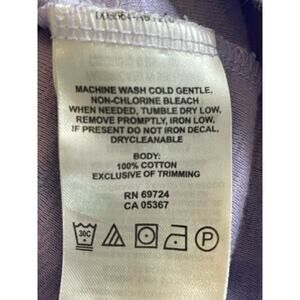 MACHINE WASH COLD GENTLE,
NON-CHLORINE BLEACH
WHEN NEEDED, TUMBLE DRY LOW,
REMOVE PROMPTLY, IRON LOW,
IF PRESENT DO NOT IRON DECAL,
DRYCLEANABLE
BODY:
100% COTTON
EXCLUSIVE OF TRIMMING
RN 69724
CA 05367
30C P